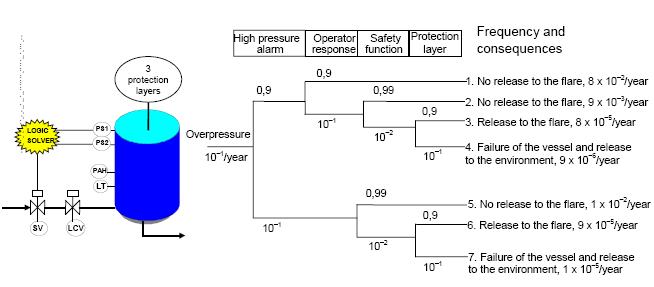 High pressure
alarm
Operator
response
Safety
function
Protection
layer
Frequency and
consequences
3
protection
layers
LOGIC
SOLVER
PS1
PS2
PAH
LT
SV
LCV
Overpressure
10⁻¹/year
0,9
0,9
1. No release to the flare, 8 x 10⁻²/year
0,99
2. No release to the flare, 9 x 10⁻³/year
10⁻¹
0,9
3. Release to the flare, 8 x 10⁻⁵/year
10⁻²
10⁻¹
4. Failure of the vessel and release
to the environment, 9 x 10⁻⁶/year
0,99
5. No release to the flare, 1 x 10⁻²/year
10⁻¹
0,9
6. Release to the flare, 9 x 10⁻⁵/year
10⁻²
10⁻¹
7. Failure of the vessel and release
to the environment, 1 x 10⁻⁵/year